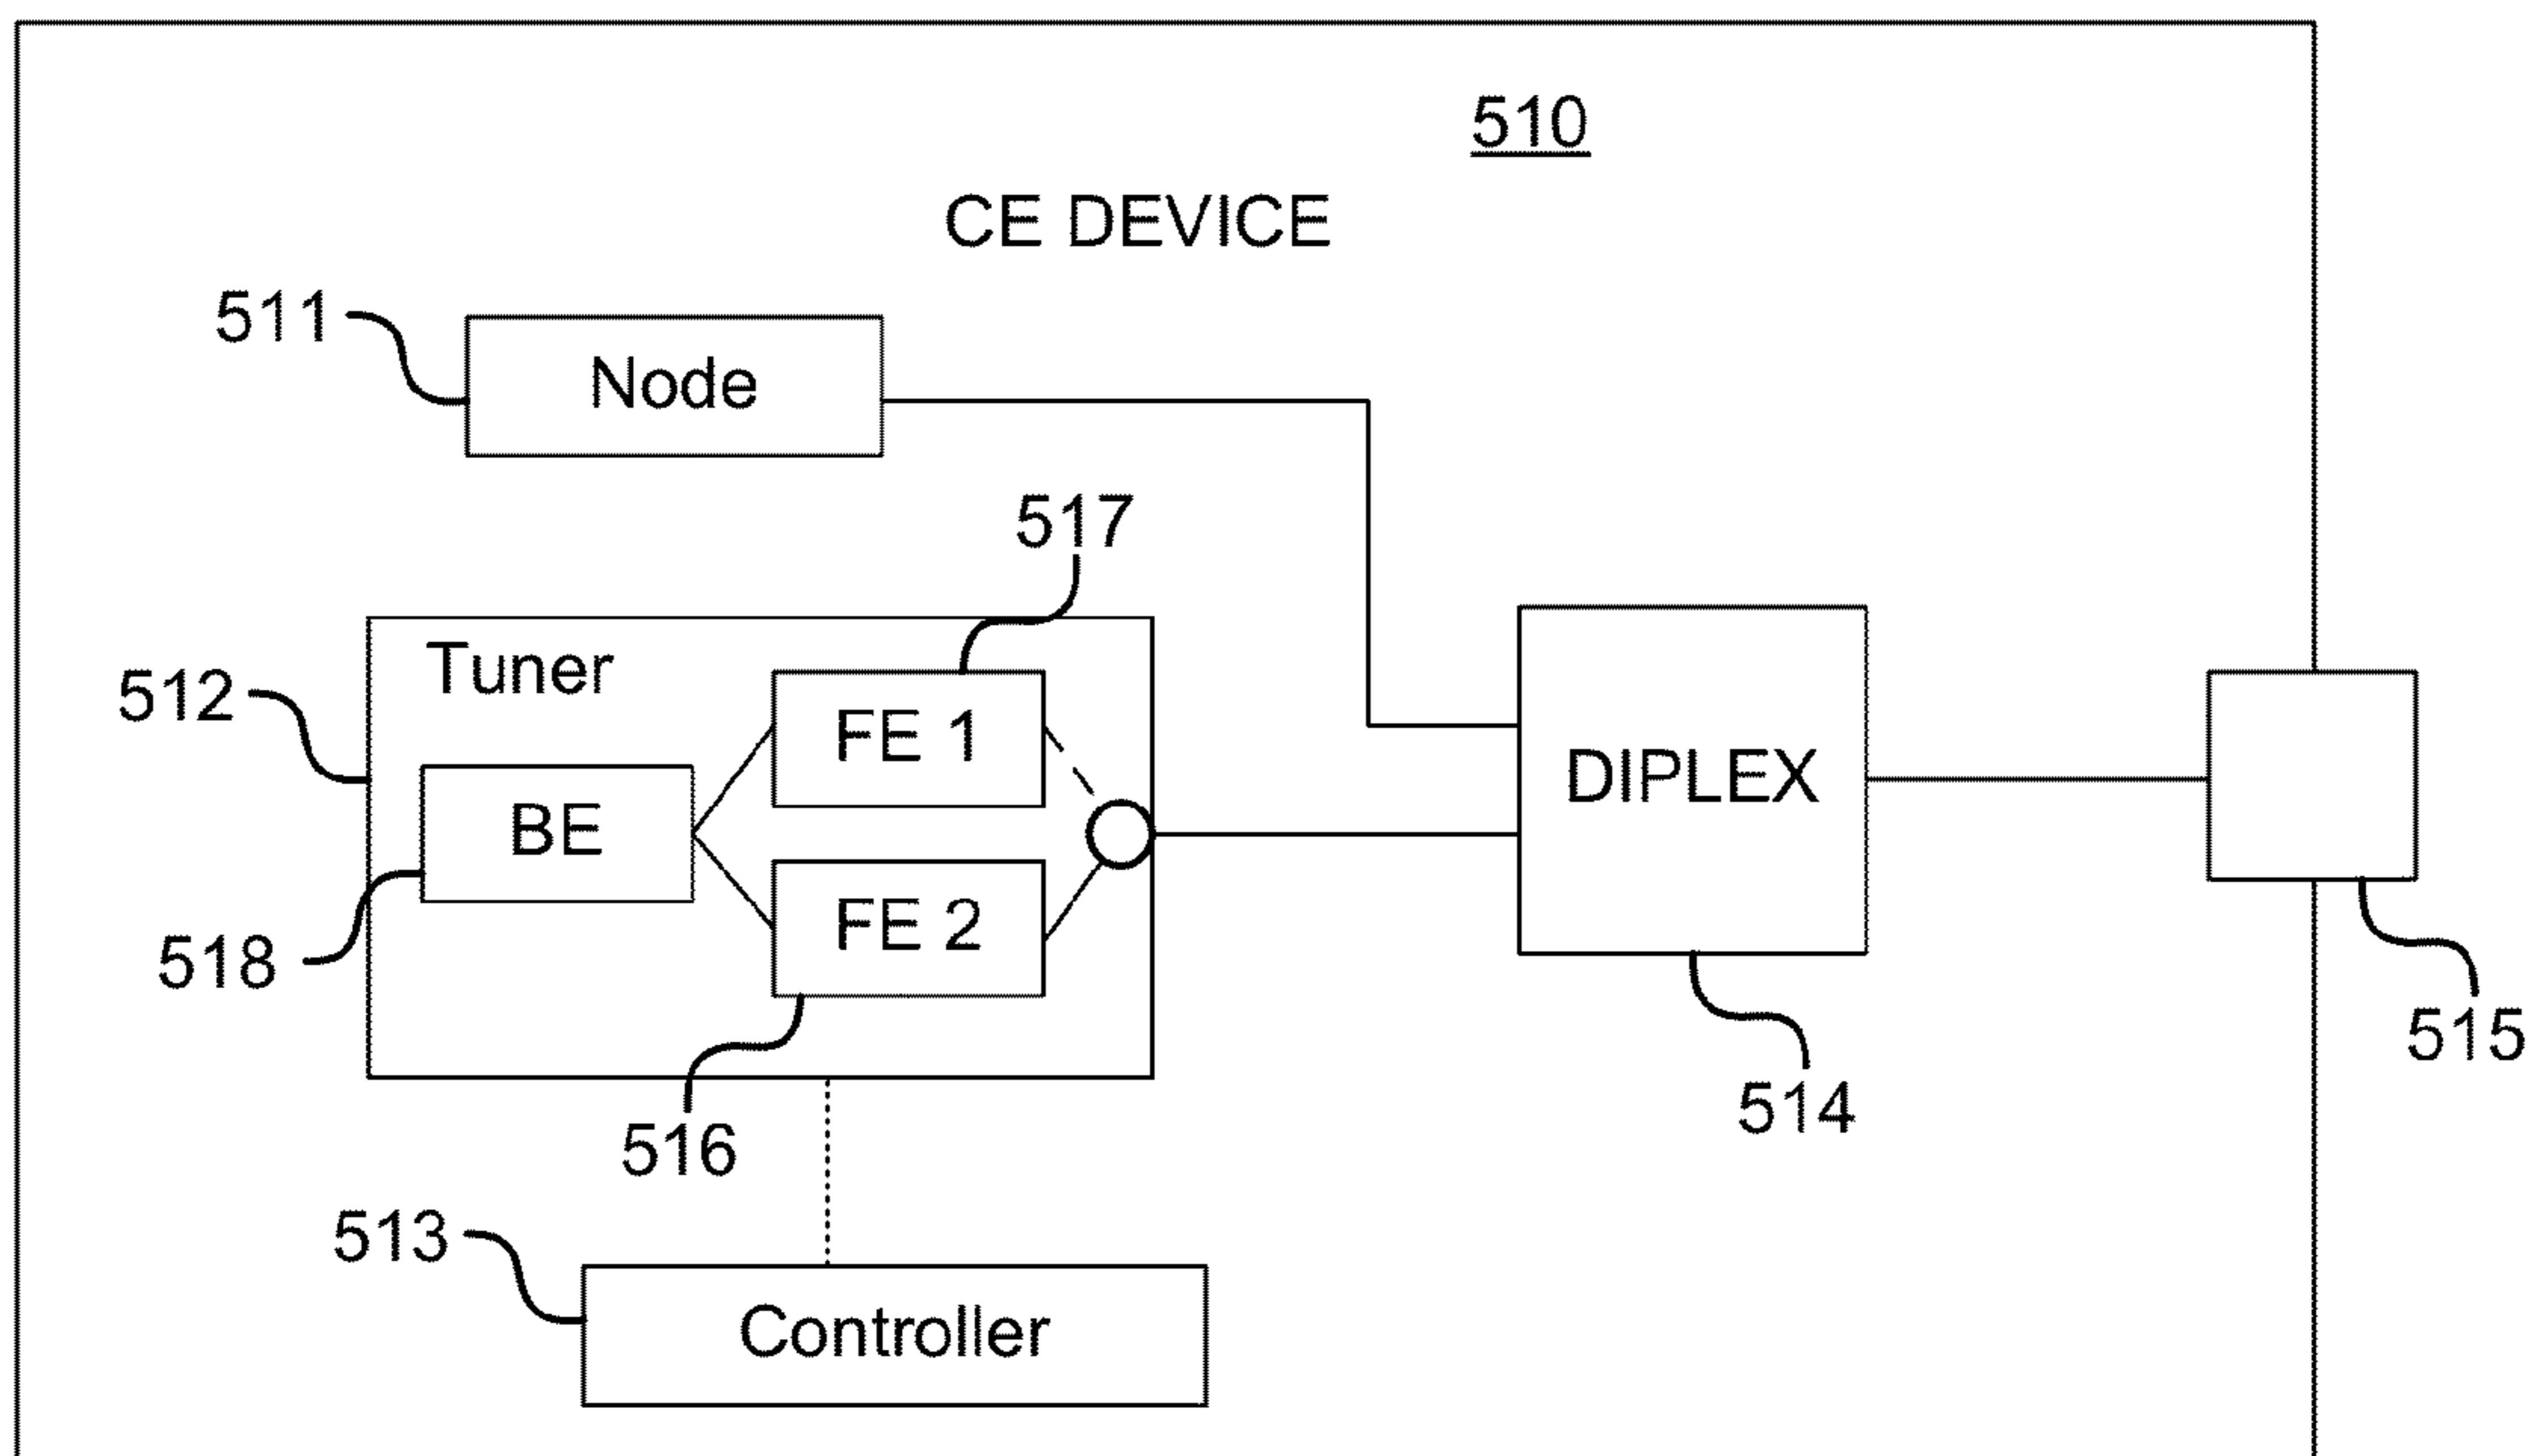 510
CE DEVICE
511
Node
517
512
Tuner
FE 1
BE
DIPLEX
FE 2
518
515
514
516
513
Controller